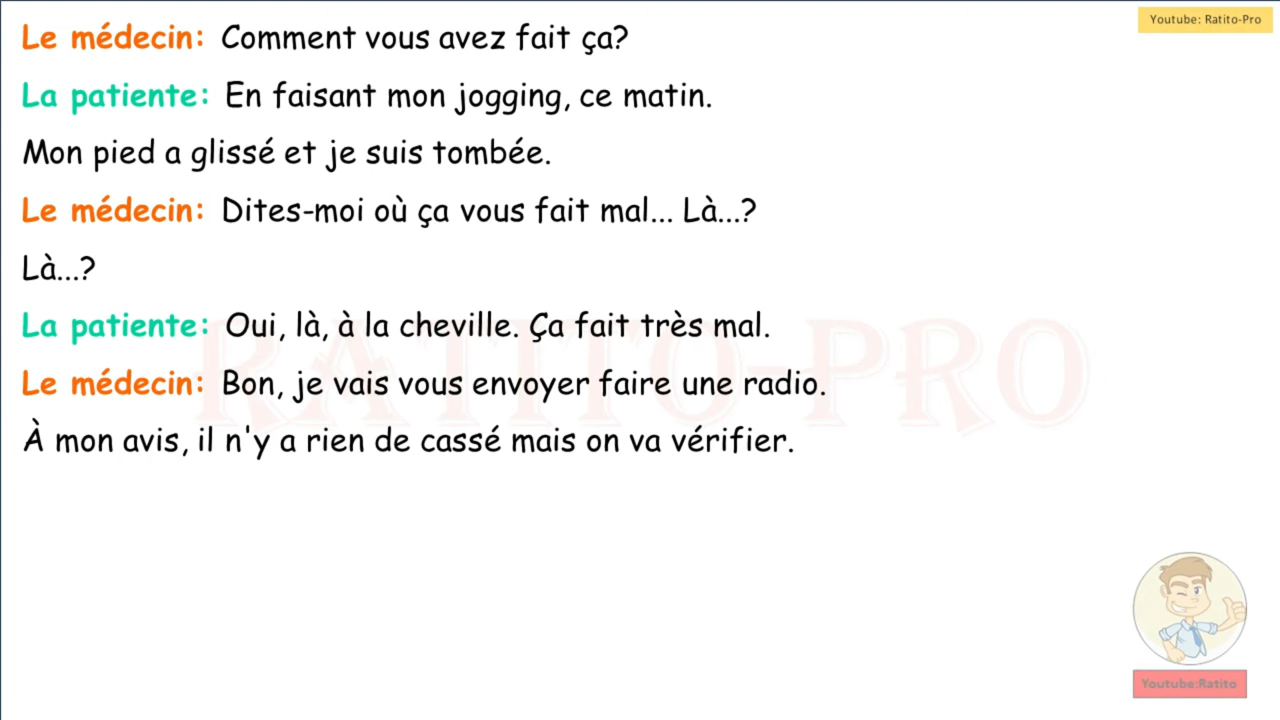 Youtube: Ratito-Pro
Le médecin: Comment vous avez fait ça?
La patiente: En faisant mon jogging, ce matin.
Mon pied a glissé et je suis tombée.
Le médecin: Dites-moi où ça vous fait mal... Là...?
Là...?
La patiente: Oui, là, à la cheville. Ça fait très mal.
Le médecin: Bon, je vais vous envoyer faire une radio.
À mon avis, il n'y a rien de cassé mais on va vérifier.
RATITO-PRO
Youtube:Ratito